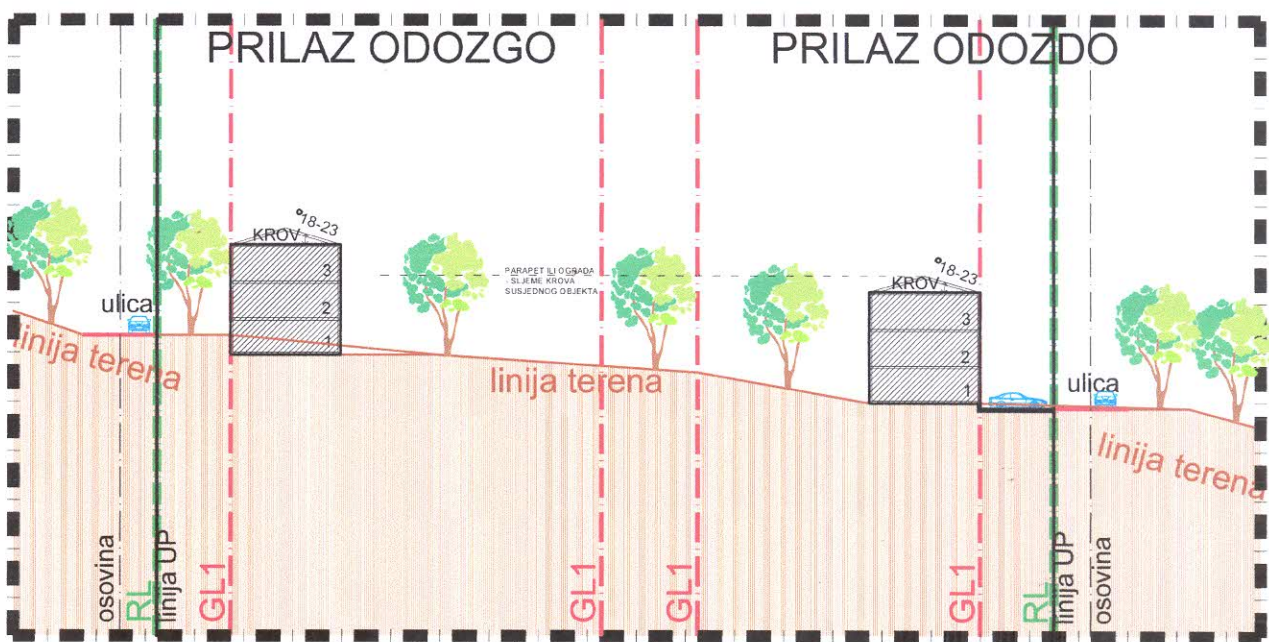 PRILAZ ODOZGO
PRILAZ ODOZDO
°18-23
KROV
3
2
1
ulica
PARAPET ILI OGRADA
- SLJEME KROVA
SUSJEDNOG OBJEKTA
°18-23
KROV
3
2
1
ulica
linija terena
linija terena
linija terena
osovina
RL
linija UP
GL1
GL1
GL1
GL1
RL
linija UP
osovina